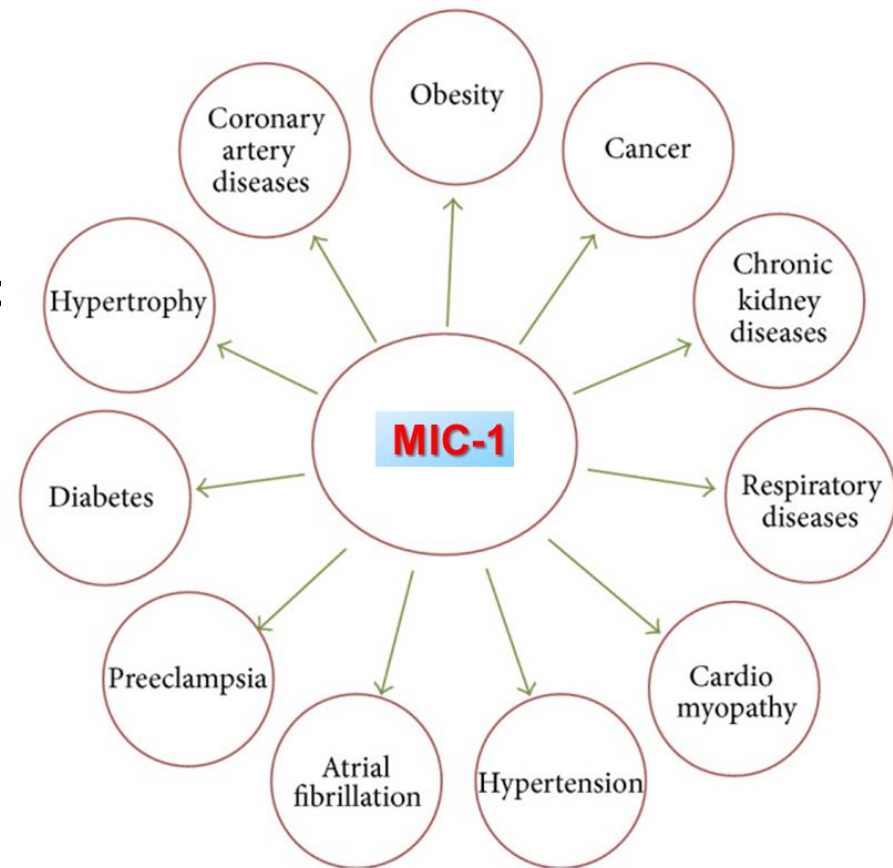 Obesity
Coronary
artery
diseases
Cancer
Hypertrophy
Chronic
kidney
diseases
MIC-1
Diabetes
Respiratory
diseases
Preeclampsia
Cardio
myopathy
Atrial
fibrillation
Hypertension